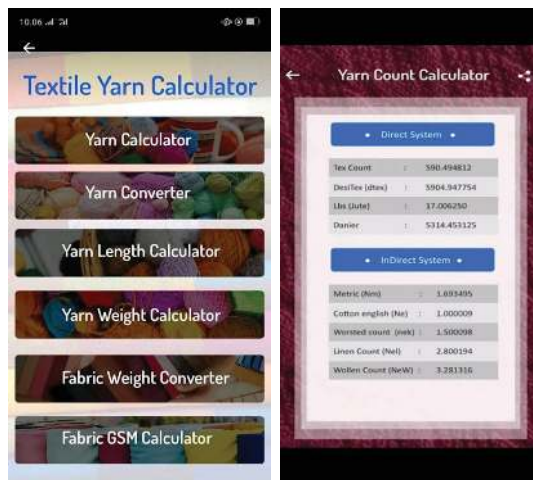 10.06
Textile Yarn Calculator
Yarn Calculator
Yarn Converter
Yarn Length Calculator
Yarn Weight Calculator
Fabric Weight Converter
Fabric GSM Calculator
Yarn Count Calculator
• Direct System •
Tex Count : 590.494812
DesiTex (dtex) : 5904.947754
Lbs (Jute) : 17.006250
Danier : 5314.453125
• InDirect System •
Metric (Nm) : 1.693495
Cotton english (Ne) : 1.000009
Worsted count (nek) : 1.500098
Linen Count (Nel) : 2.800194
Wollen Count (NeW) : 3.281316